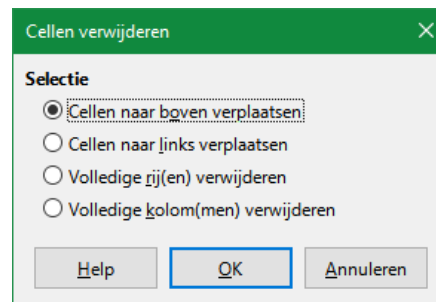 Cellen verwijderen
Selectie
Cellen naar boven verplaatsen
Cellen naar links verplaatsen
Volledige rij(en) verwijderen
Volledige kolom(men) verwijderen
Help OK Annuleren